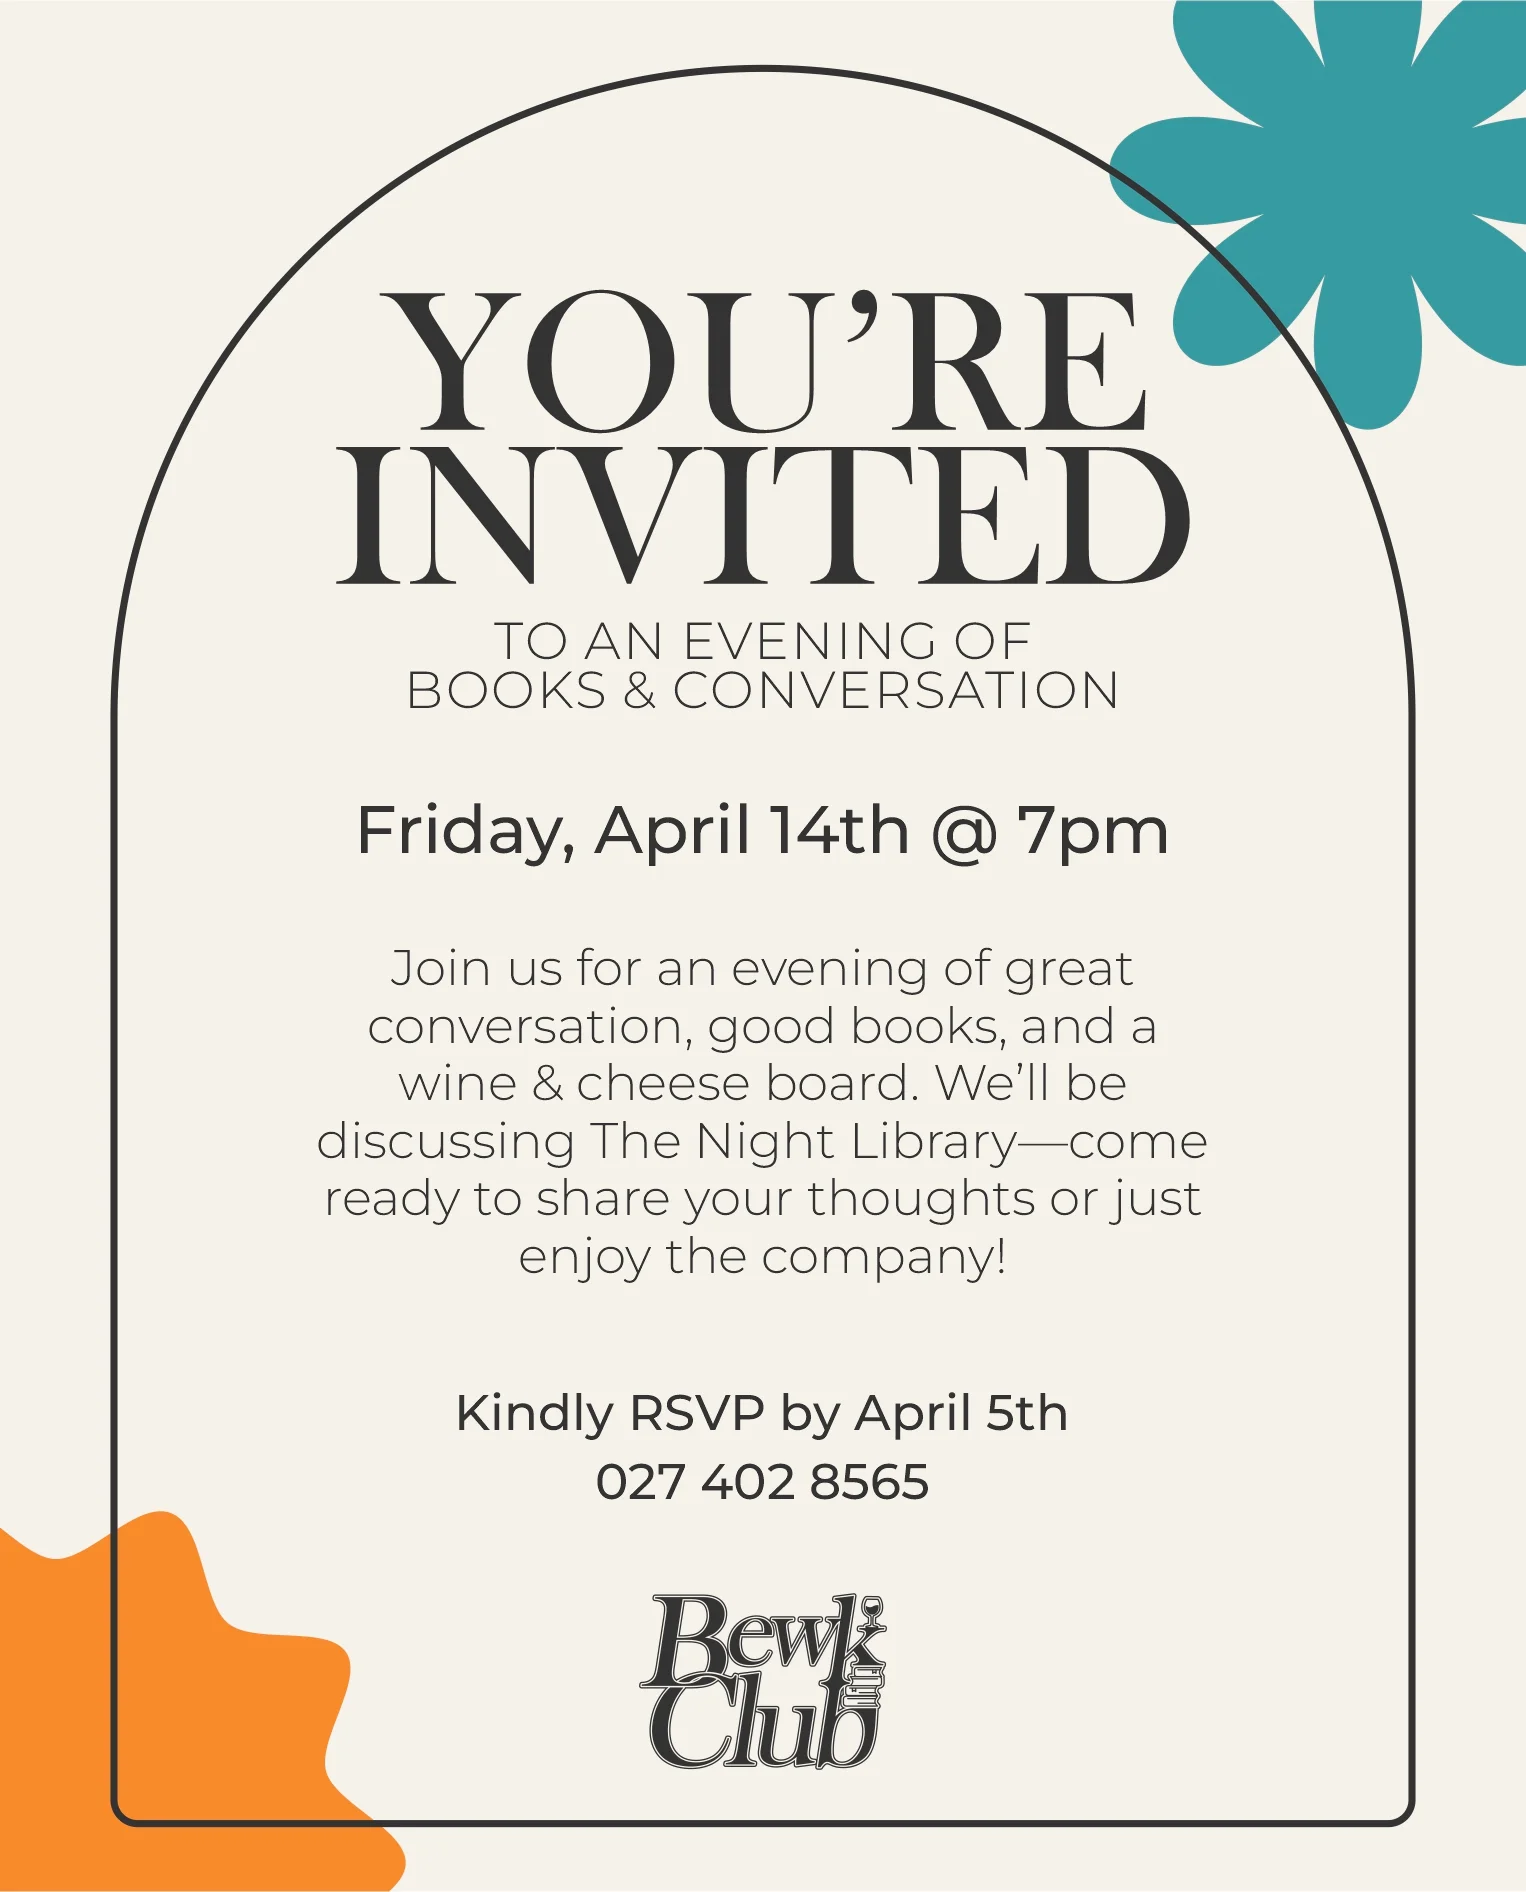 YOU’RE
INVITED
TO AN EVENING OF
BOOKS & CONVERSATION
Friday, April 14th @ 7pm
Join us for an evening of great
conversation, good books, and a
wine & cheese board. We’ll be
discussing The Night Library—come
ready to share your thoughts or just
enjoy the company!
Kindly RSVP by April 5th
027 402 8565
Bewk
Club